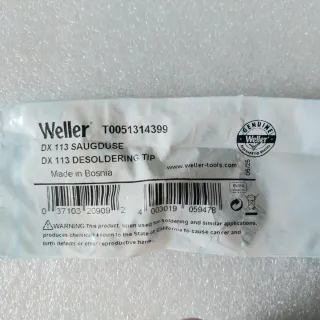 Weller® T0051314399
DX 113 SAUGDUSE
DX 113 DESOLDERING TIP
Made in Bosnia
GENUINE
Weller
www.weller-tools.com
06/25
0 37103 20909 2
4 003019 059478
WARNING: This product, when used for soldering and similar applications,
produces chemicals known to the State of California to cause cancer and
birth defects or other reproductive harm.